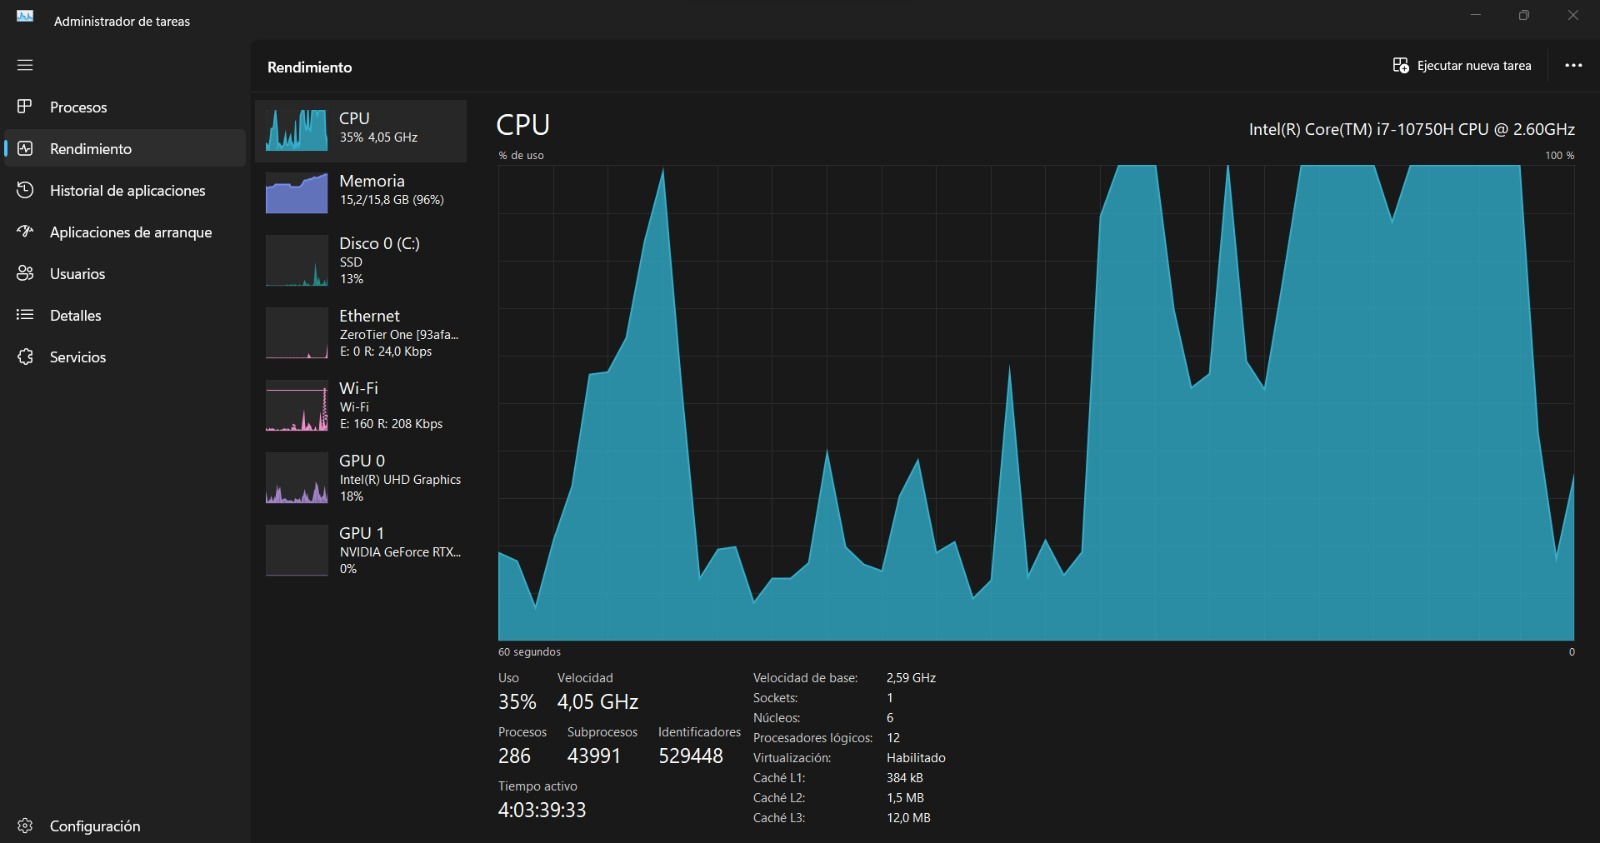 Administrador de tareas
Rendimiento
Ejecutar nueva tarea
Procesos
Rendimiento
Historial de aplicaciones
Aplicaciones de arranque
Usuarios
Detalles
Servicios
Configuración
CPU
35% 4,05 GHz
Memoria
15,2/15,8 GB (96%)
Disco 0 (C:)
SSD
13%
Ethernet
ZeroTier One [93afa...
E: 0 R: 24,0 Kbps
Wi-Fi
Wi-Fi
E: 160 R: 208 Kbps
GPU 0
Intel(R) UHD Graphics
18%
GPU 1
NVIDIA GeForce RTX...
0%
CPU
Intel(R) Core(TM) i7-10750H CPU @ 2.60GHz
% de uso
100 %
60 segundos
0
Uso
Velocidad
35%
4,05 GHz
Procesos
Subprocesos
Identificadores
286
43991
529448
Tiempo activo
4:03:39:33
Velocidad de base: 2,59 GHz
Sockets: 1
Núcleos: 6
Procesadores lógicos: 12
Virtualización: Habilitado
Caché L1: 384 kB
Caché L2: 1,5 MB
Caché L3: 12,0 MB